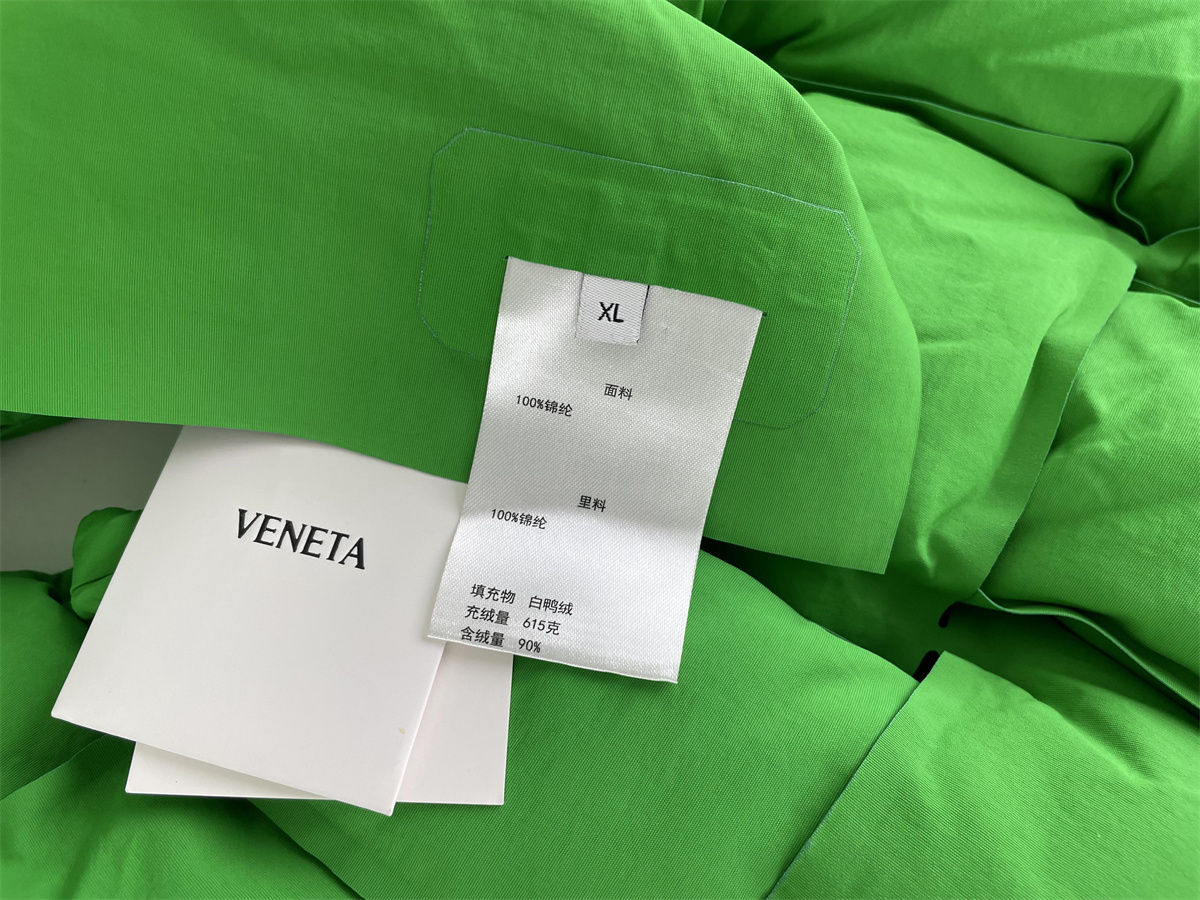 XL
面料
100%锦纶
里料
100%锦纶
填充物 白鸭绒
充绒量 615克
含绒量 90%
VENETA